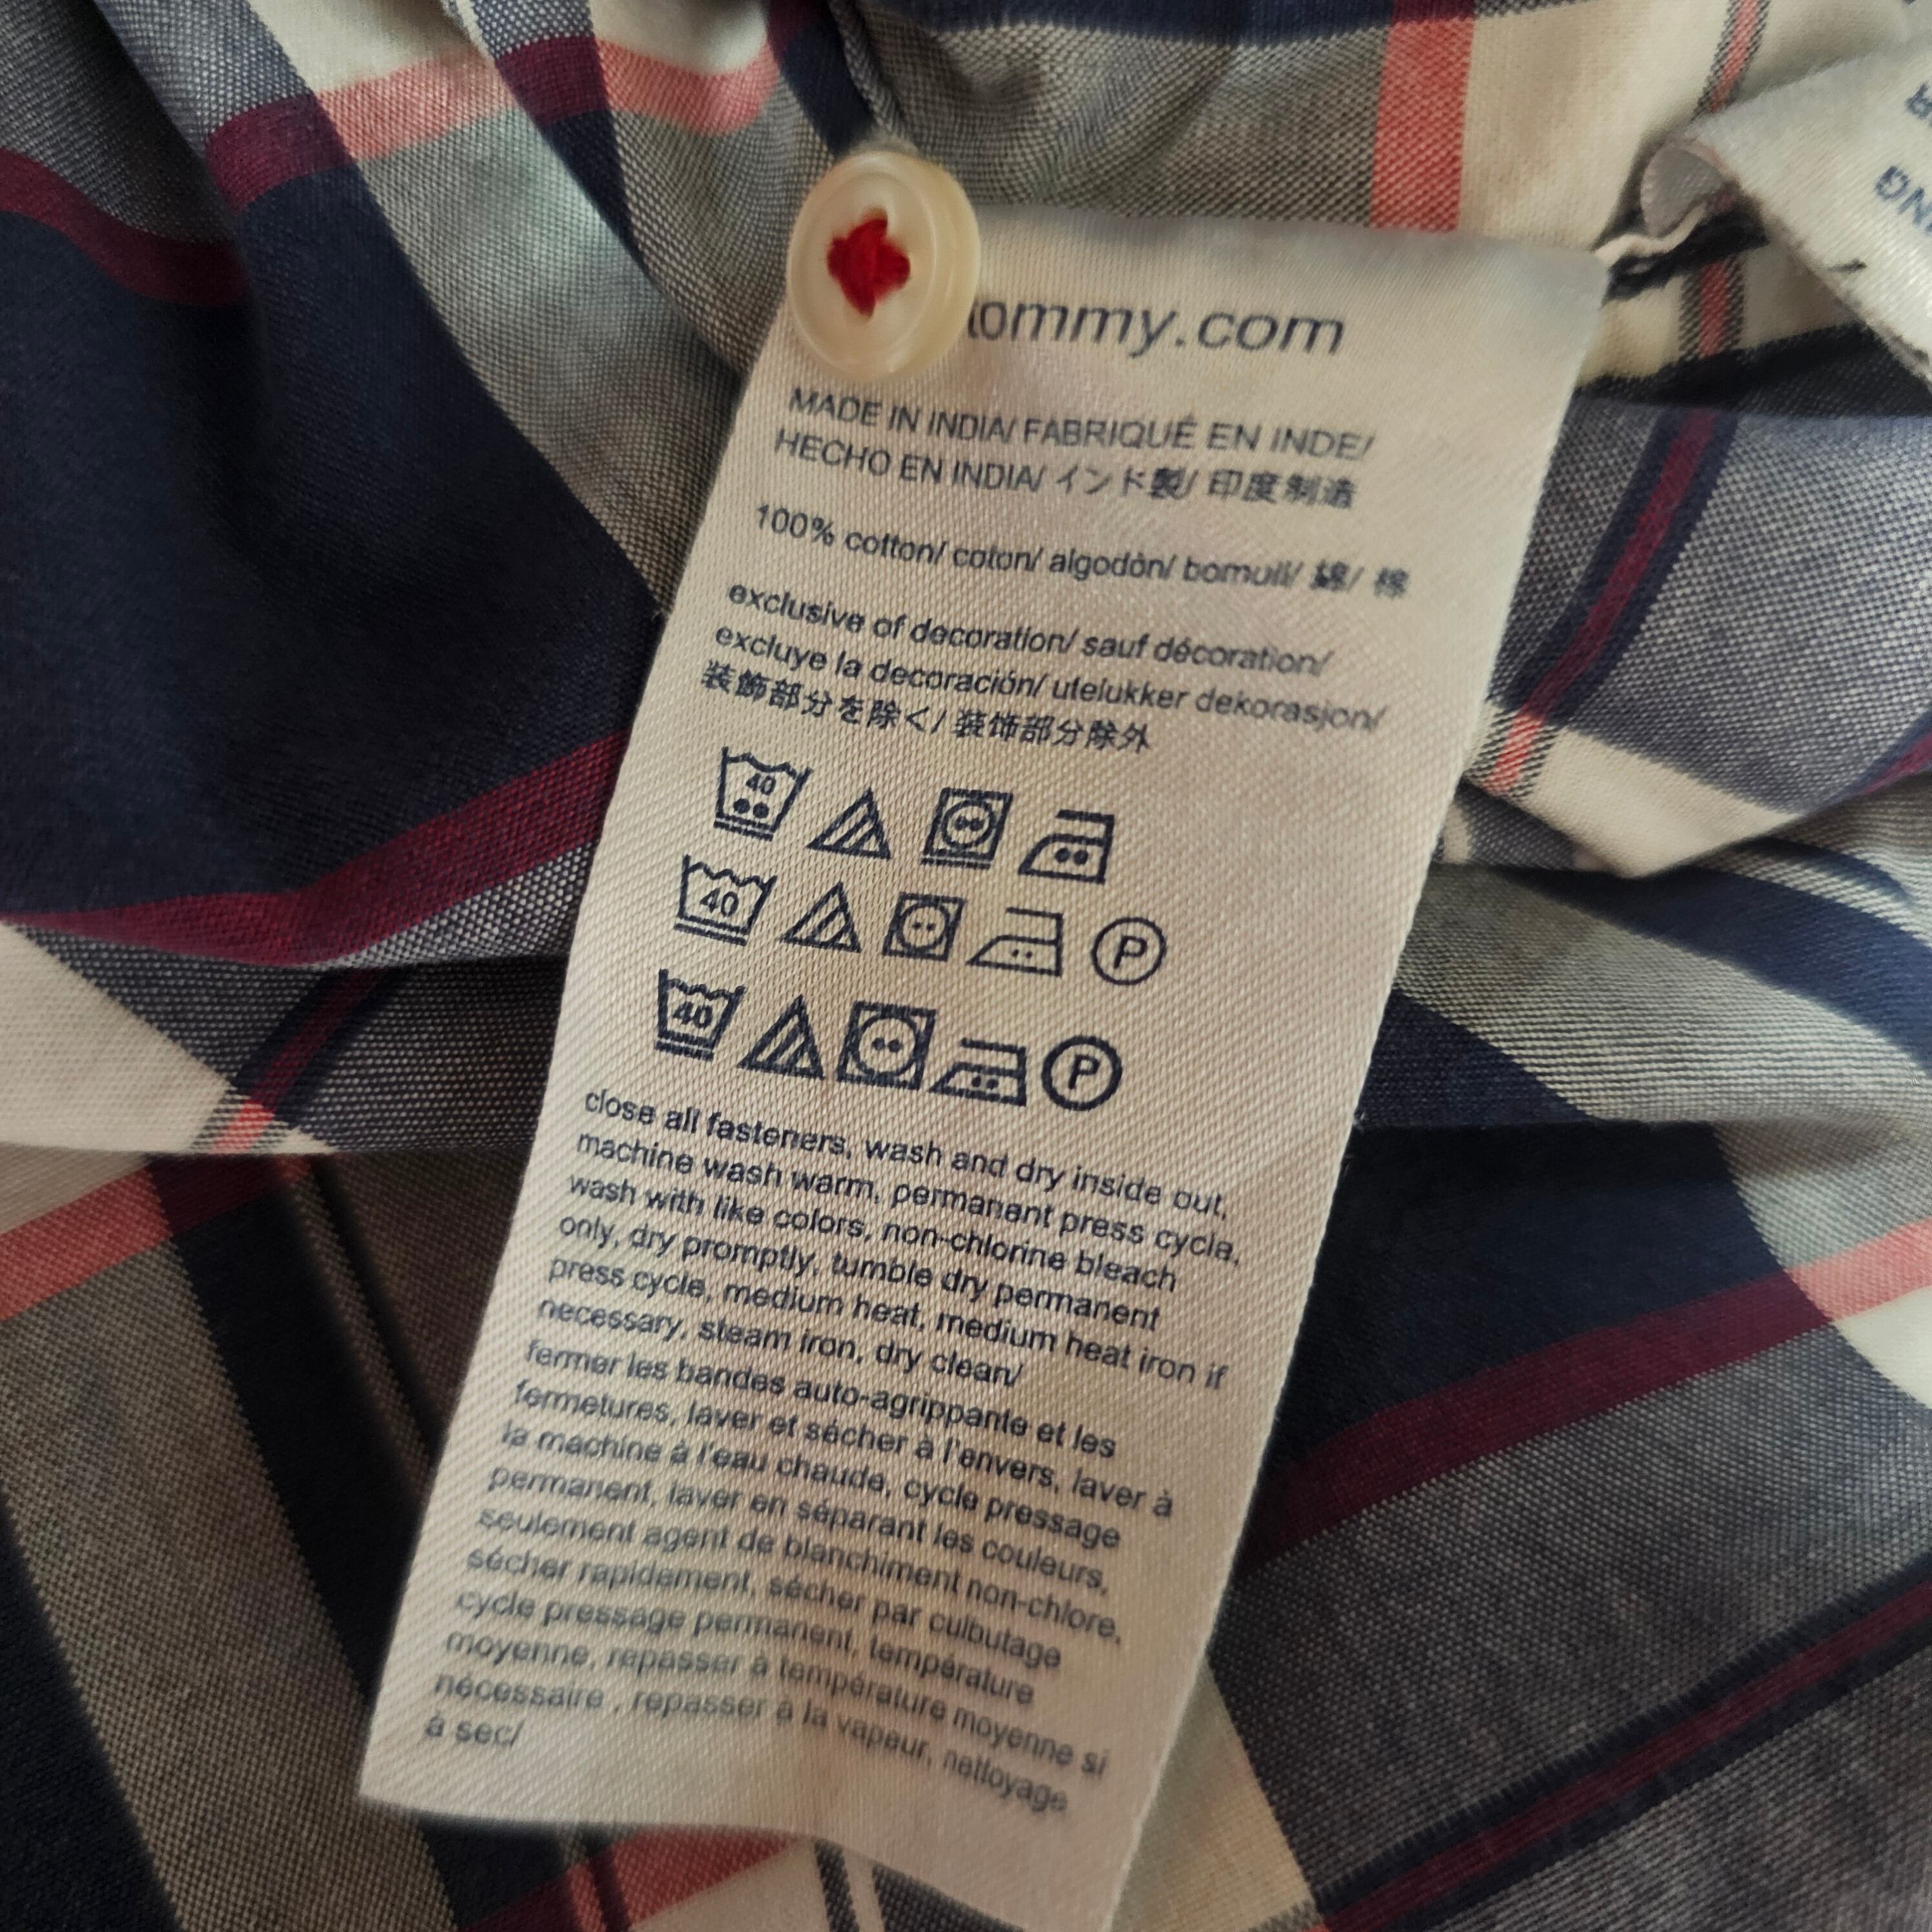 tommy.com
MADE IN INDIA/ FABRIQUÉ EN INDE/
HECHO EN INDIA/ インド製/ 印度制造
100% cotton/ coton/ algodòn/ bomull/ 綿/ 棉
exclusive of decoration/ sauf décoration/
excluye la decoración/ utelukker dekorasjon/
装飾部分を除く/ 装饰部分除外
40
40 P
40 P
close all fasteners, wash and dry inside out,
machine wash warm, permanent press cycle,
wash with like colors, non-chlorine bleach
only, dry promptly, tumble dry permanent
press cycle, medium heat, medium heat iron if
necessary, steam iron, dry clean/
fermer les bandes auto-agrippante et les
fermetures, laver et sécher à l'envers, laver à
la machine à l'eau chaude, cycle pressage
permanent, laver en séparant les couleurs,
seulement agent de blanchiment non-chlore,
sécher rapidement, sécher par culbutage
cycle pressage permanent, température
moyenne, repasser à température moyenne si
nécessaire , repasser à la vapeur, nettoyage
à sec/